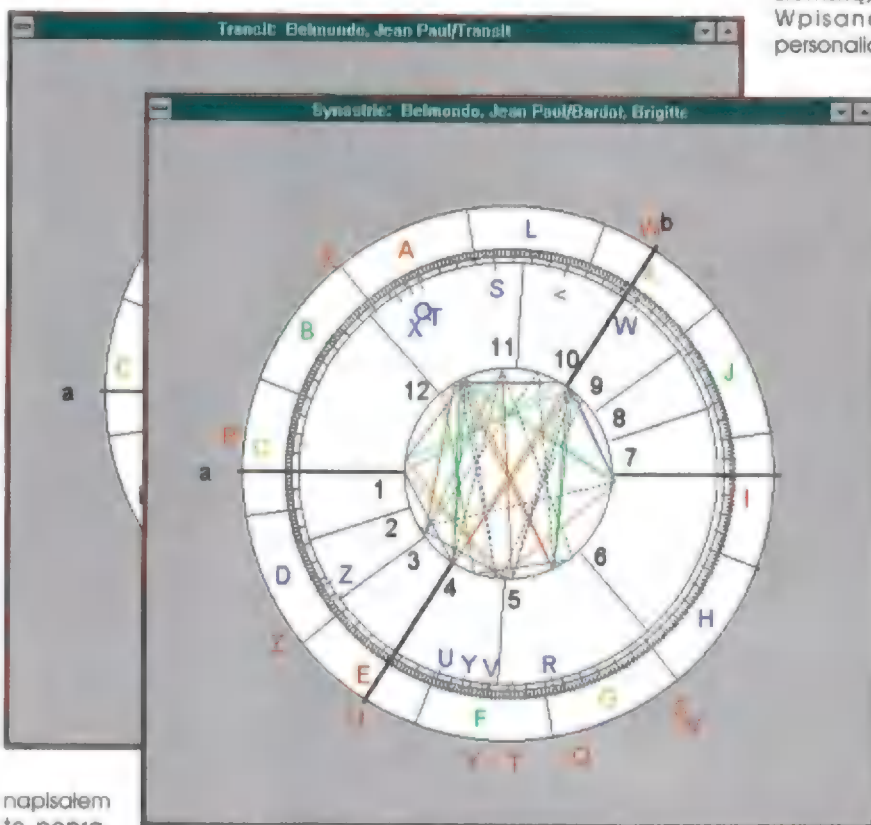 Wpisane
personalia
Transit: Belmondo, Jean Paul/Transit
Synastrie: Belmondo, Jean Paul/Bardot, Brigitte
C
a
L
A
W b
S
<
B
X Q T
W
11
10
J
12
9
8
R
C
a
7
1
I
2
6
3
D
Z
4
5
H
Z
U Y V
R
E
G
U
F
Y
T
Q
napisałem